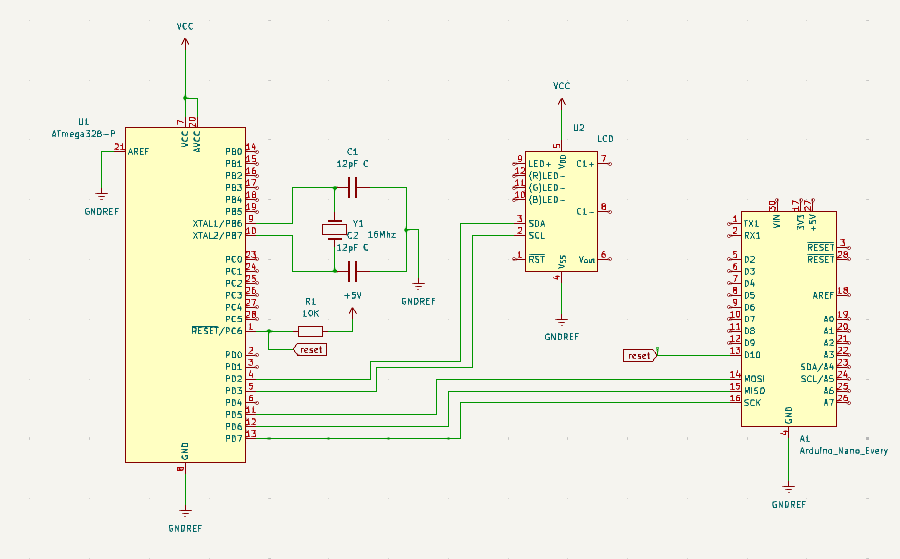 VCC
U1
ATmega328-P
7
VCC
20
AVCC
21
AREF
GNDREF
PB0
14
PB1
15
PB2
16
PB3
17
PB4
18
PB5
19
XTAL1/PB6
9
XTAL2/PB7
10
PC0
23
PC1
24
PC2
25
PC3
26
PC4
27
PC5
28
RESET/PC6
1
PD0
2
PD1
3
PD2
4
PD3
5
PD4
6
PD5
11
PD6
12
PD7
13
GND
8
GNDREF
C1
12pF C
Y1
16Mhz
C2
12pF C
GNDREF
+5V
R1
10K
reset
VCC
U2
LCD
5
VDD
9
LED+
12
(R)LED-
11
(G)LED-
10
(B)LED-
3
SDA
2
SCL
1
RST
C1+
7
C1-
8
Vout
6
VSS
4
GNDREF
reset
30
VIN
17
3V3
27
+5V
1
TX1
2
RX1
5
D2
6
D3
7
D4
8
D5
9
D6
10
D7
11
D8
12
D9
13
D10
14
MOSI
15
MISO
16
SCK
RESET
3
RESET
28
AREF
18
A0
19
A1
20
A2
21
A3
22
SDA/A4
23
SCL/A5
24
A6
25
A7
26
GND
4
A1
Arduino_Nano_Every
GNDREF